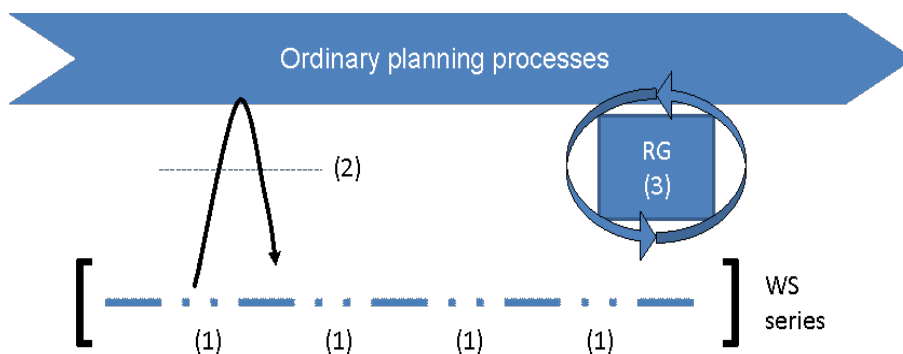 Ordinary planning processes
RG
(3)
(2)
WS
series
(1) (1) (1) (1)